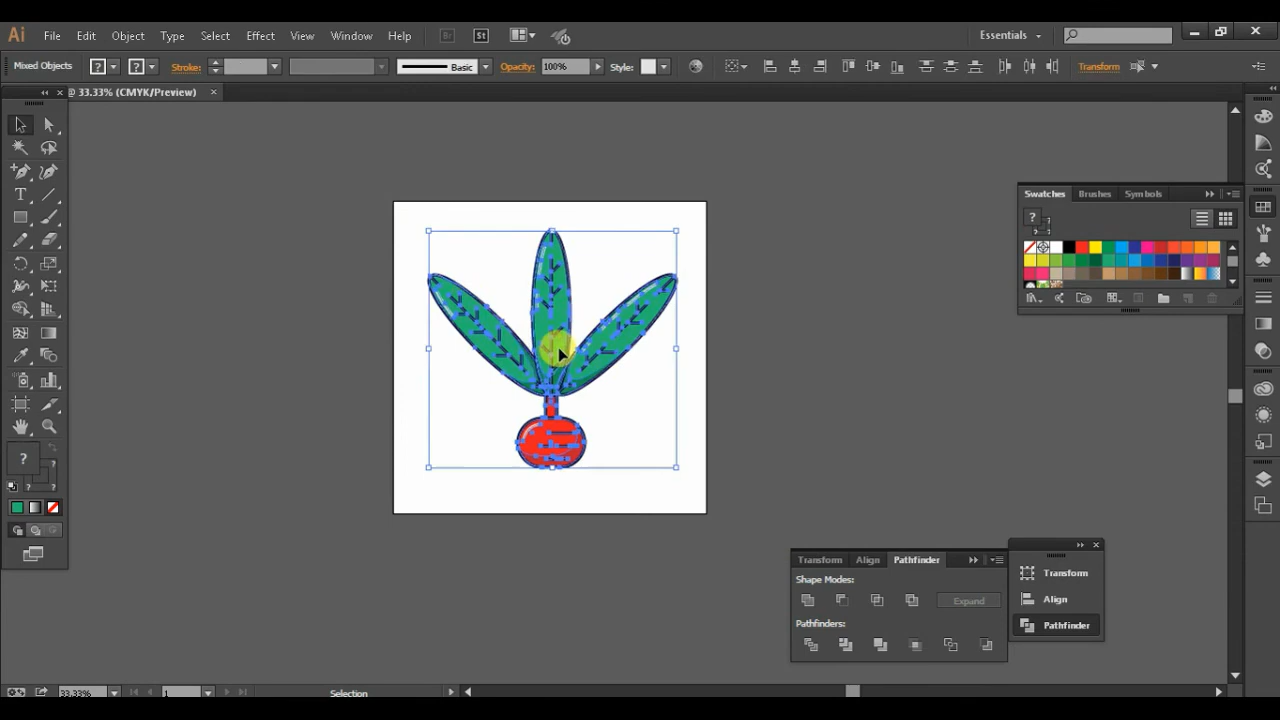 Ai File Edit Object Type Select Effect View Window Help Br St Essentials
Mixed Objects ? ? Stroke: Basic Opacity: 100% Style: Transform
@ 33.33% (CMYK/Preview)
Swatches Brushes Symbols
?
T
?
? ?
Transform Align Pathfinder
Shape Modes:
Expand
Pathfinders:
Transform
Align
Pathfinder
33.33% 1 Selection